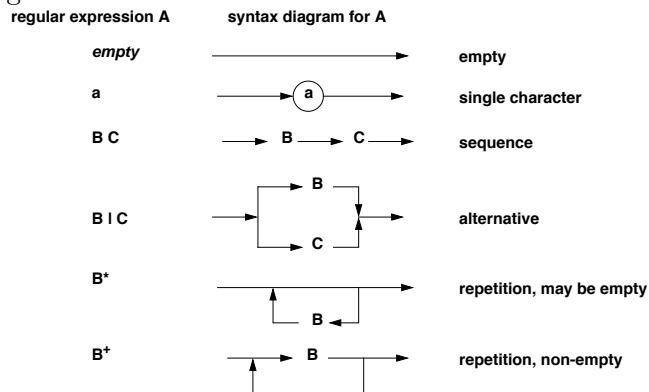 regular expression A syntax diagram for A
empty empty
a a single character
B C B C sequence
B
B I C alternative
C
B* repetition, may be empty
B
B+ B repetition, non-empty